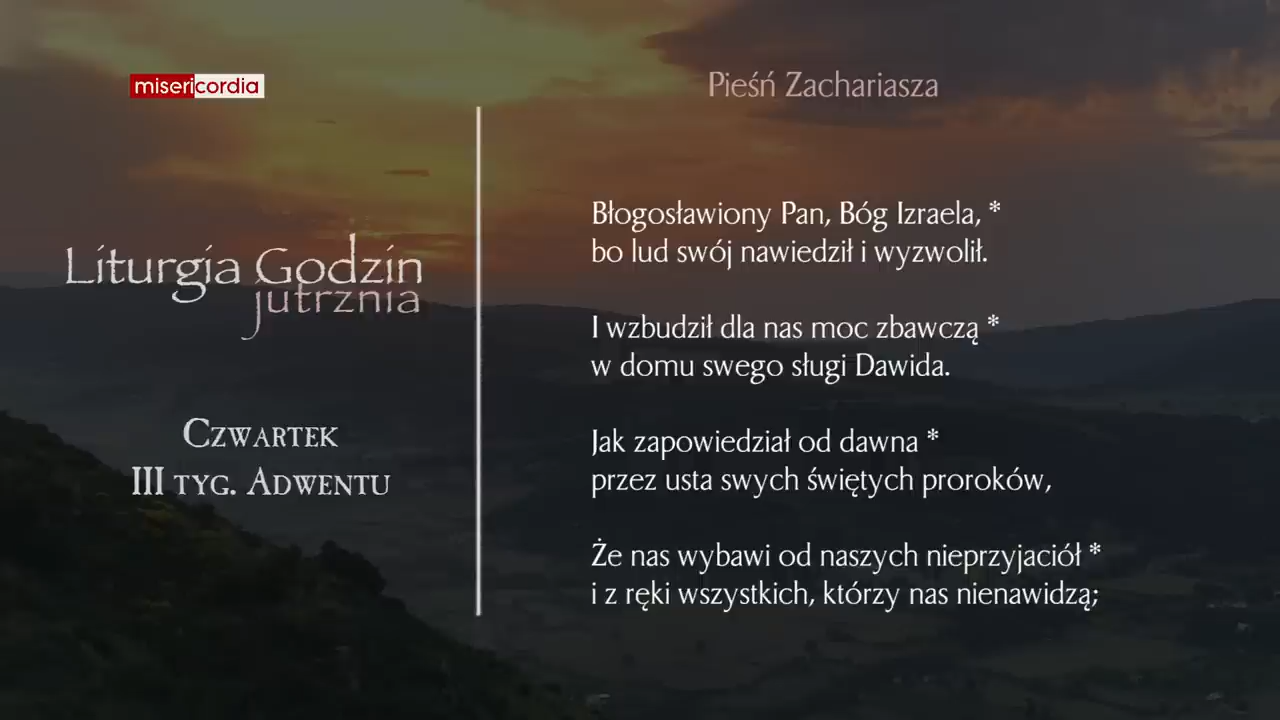 misericordia
Liturgia Godzin
jutrznia
Czwartek
III tyg. Adwentu
Pieśń Zachariasza
Błogosławiony Pan, Bóg Izraela, *
bo lud swój nawiedził i wyzwolił.
I wzbudził dla nas moc zbawczą *
w domu swego sługi Dawida.
Jak zapowiedział od dawna *
przez usta swych świętych proroków,
Że nas wybawi od naszych nieprzyjaciół *
i z ręki wszystkich, którzy nas nienawidzą;